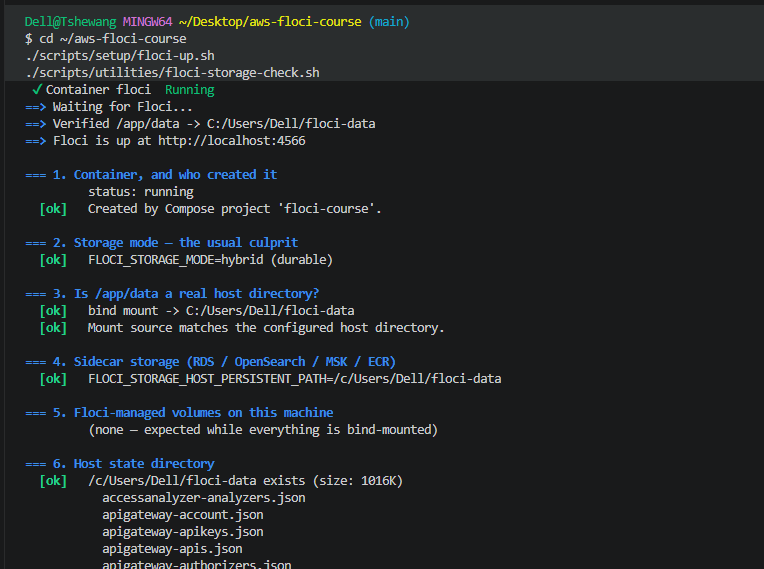 Dell@Tshewang MINGW64 ~/Desktop/aws-floci-course (main)
$ cd ~/aws-floci-course
./scripts/setup/floci-up.sh
./scripts/utilities/floci-storage-check.sh
✓ Container floci  Running
==> Waiting for Floci...
==> Verified /app/data -> C:/Users/Dell/floci-data
==> Floci is up at http://localhost:4566
=== 1. Container, and who created it
status: running
[ok]   Created by Compose project 'floci-course'.
=== 2. Storage mode — the usual culprit
[ok]   FLOCI_STORAGE_MODE=hybrid (durable)
=== 3. Is /app/data a real host directory?
[ok]   bind mount -> C:/Users/Dell/floci-data
[ok]   Mount source matches the configured host directory.
=== 4. Sidecar storage (RDS / OpenSearch / MSK / ECR)
[ok]   FLOCI_STORAGE_HOST_PERSISTENT_PATH=/c/Users/Dell/floci-data
=== 5. Floci-managed volumes on this machine
(none — expected while everything is bind-mounted)
=== 6. Host state directory
[ok]   /c/Users/Dell/floci-data exists (size: 1016K)
accessanalyzer-analyzers.json
apigateway-account.json
apigateway-apikeys.json
apigateway-apis.json
apigateway-authorizers.json